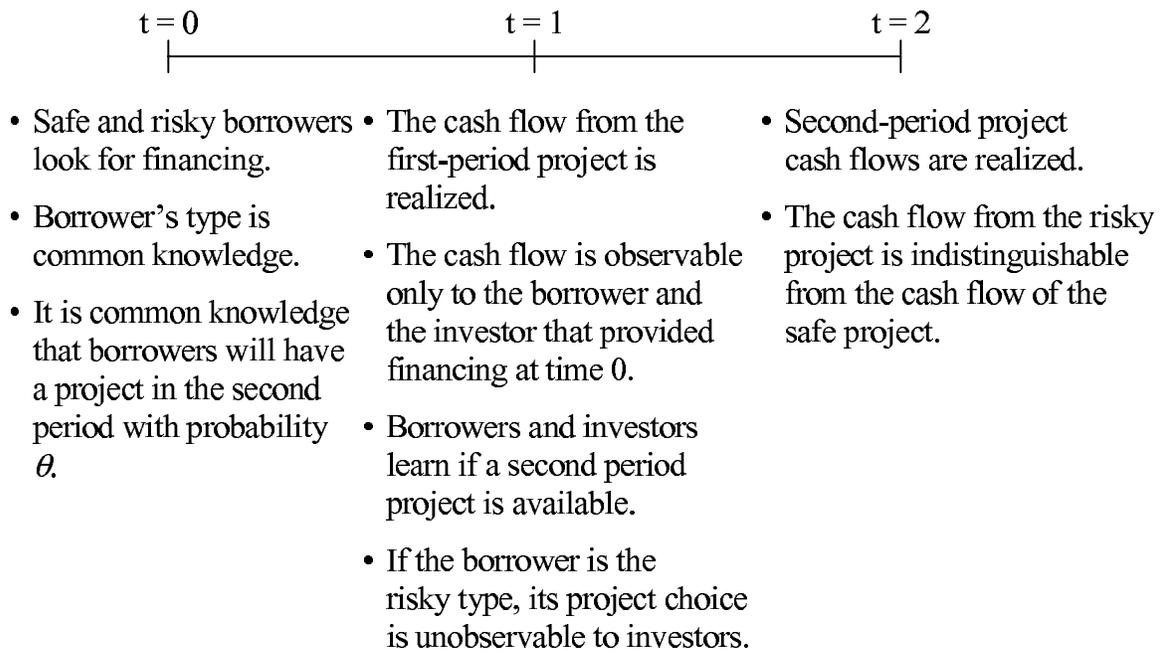 t = 0
t = 1
t = 2
• Safe and risky borrowers
look for financing.
• Borrower's type is
common knowledge.
• It is common knowledge
that borrowers will have
a project in the second
period with probability
θ.
• The cash flow from the
first-period project is
realized.
• The cash flow is observable
only to the borrower and
the investor that provided
financing at time 0.
• Borrowers and investors
learn if a second period
project is available.
• If the borrower is the
risky type, its project choice
is unobservable to investors.
• Second-period project
cash flows are realized.
• The cash flow from the risky
project is indistinguishable
from the cash flow of the
safe project.